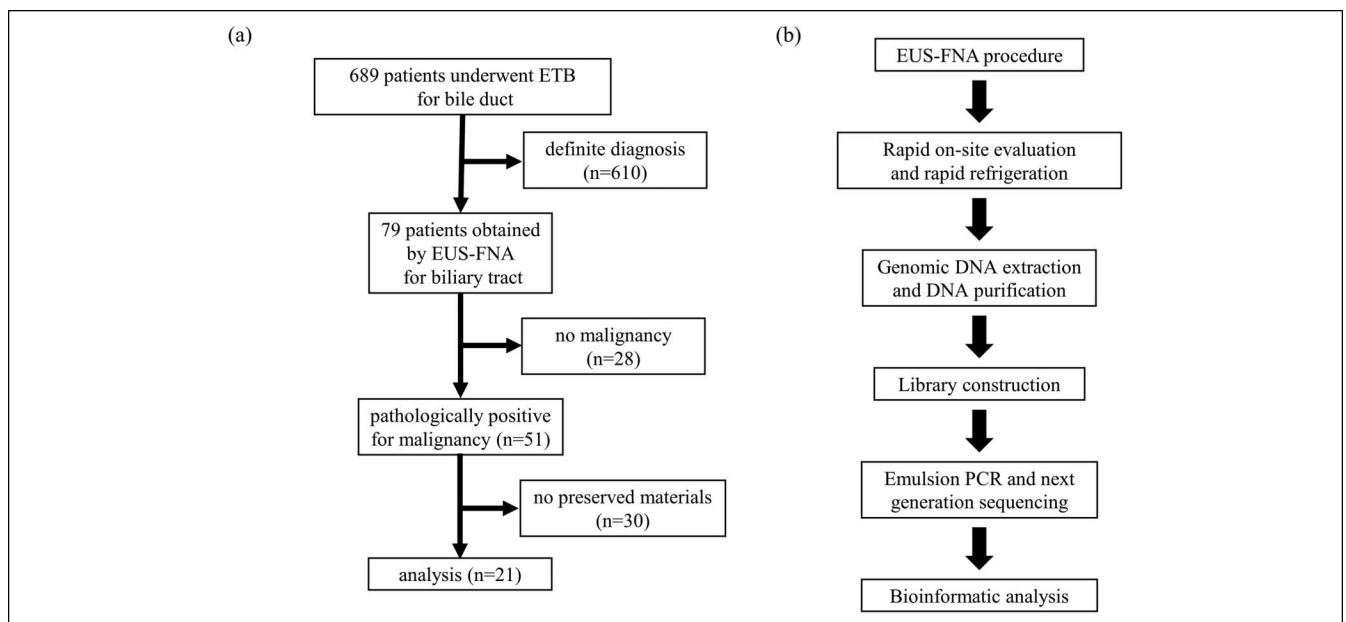 (a)
689 patients underwent ETB
for bile duct
definite diagnosis
(n=610)
79 patients obtained
by EUS-FNA
for biliary tract
no malignancy
(n=28)
pathologically positive
for malignancy (n=51)
no preserved materials
(n=30)
analysis (n=21)
(b)
EUS-FNA procedure
Rapid on-site evaluation
and rapid refrigeration
Genomic DNA extraction
and DNA purification
Library construction
Emulsion PCR and next
generation sequencing
Bioinformatic analysis